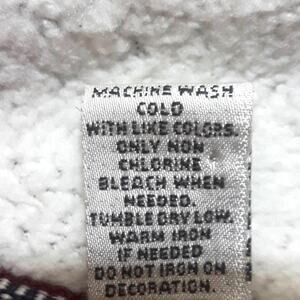 MACHINE WASH
COLD
WITH LIKE COLORS.
ONLY NON
CHLORINE
BLEACH WHEN
NEEDED.
TUMBLE DRY LOW.
WARM IRON
IF NEEDED
DO NOT IRON ON
DECORATION.